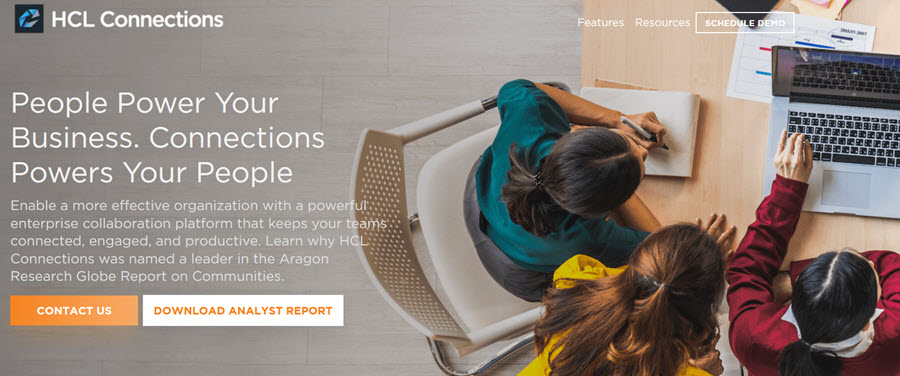 HCL Connections
Features
Resources
SCHEDULE DEMO
People Power Your
Business. Connections
Powers Your People
Enable a more effective organization with a powerful
enterprise collaboration platform that keeps your teams
connected, engaged, and productive. Learn why HCL
Connections was named a leader in the Aragon
Research Globe Report on Communities.
CONTACT US
DOWNLOAD ANALYST REPORT